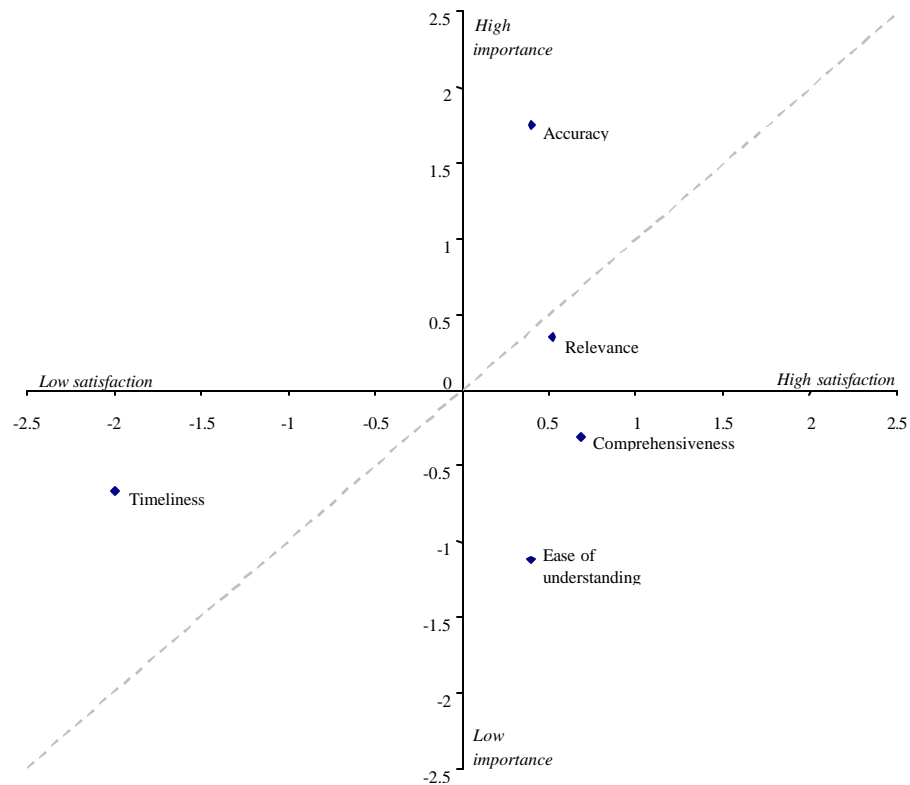 2.5
High
importance
2
Accuracy
1.5
1
0.5
Relevance
Low satisfaction
0
High satisfaction
-2.5 -2 -1.5 -1 -0.5 0.5 1 1.5 2 2.5
Comprehensiveness
-0.5
Timeliness
-1
Ease of
understanding
-1.5
-2
Low
importance
-2.5